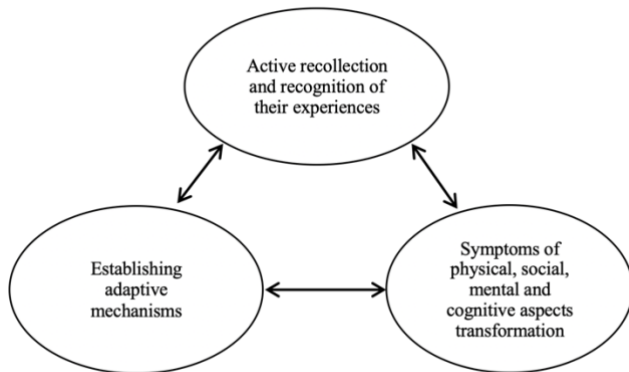 Active recollection
and recognition of
their experiences
Establishing
adaptive
mechanisms
Symptoms of
physical, social,
mental and
cognitive aspects
transformation